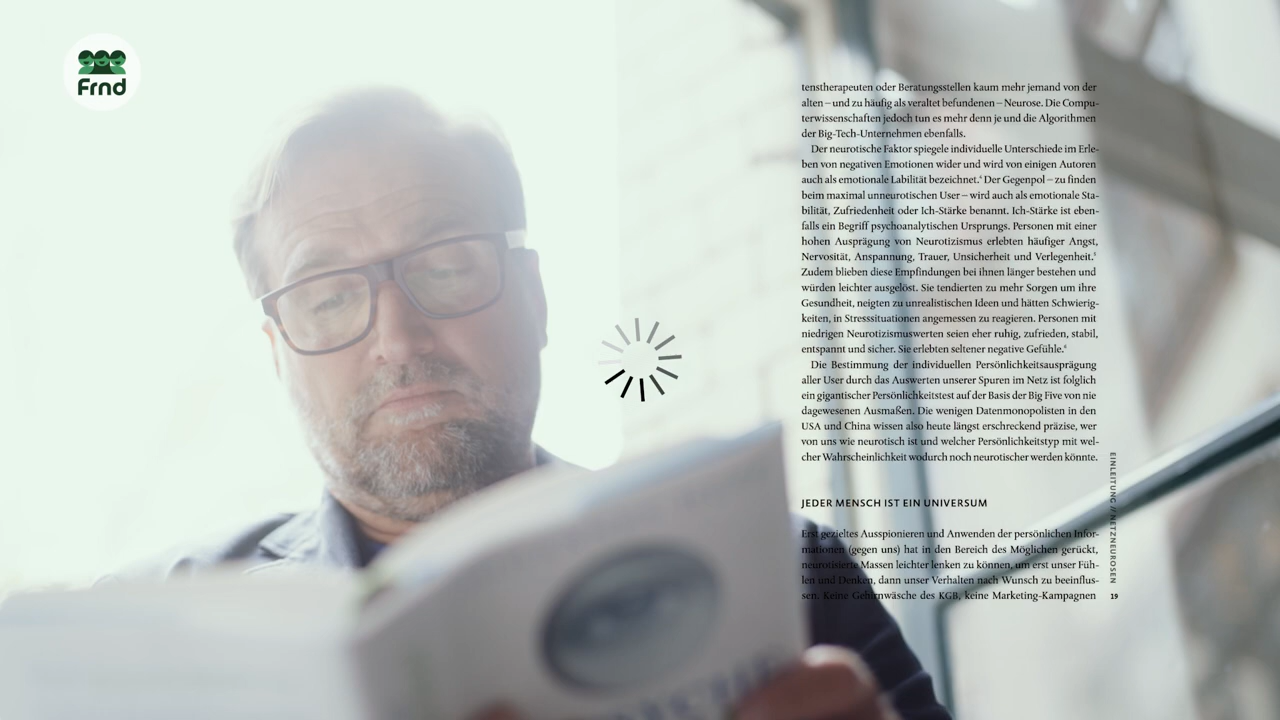 Frnd
tenstherapeuten oder Beratungsstellen kaum mehr jemand von der
alten – und zu häufig als veraltet befundenen – Neurose. Die Compu-
terwissenschaften jedoch tun es mehr denn je und die Algorithmen
der Big-Tech-Unternehmen ebenfalls.
Der neurotische Faktor spiegele individuelle Unterschiede im Erle-
ben von negativen Emotionen wider und wird von einigen Autoren
auch als emotionale Labilität bezeichnet.⁴ Der Gegenpol – zu finden
beim maximal unneurotischen User – wird auch als emotionale Sta-
bilität, Zufriedenheit oder Ich-Stärke benannt. Ich-Stärke ist eben-
falls ein Begriff psychoanalytischen Ursprungs. Personen mit einer
hohen Ausprägung von Neurotizismus erlebten häufiger Angst,
Nervosität, Anspannung, Trauer, Unsicherheit und Verlegenheit.⁵
Zudem blieben diese Empfindungen bei ihnen länger bestehen und
würden leichter ausgelöst. Sie tendierten zu mehr Sorgen um ihre
Gesundheit, neigten zu unrealistischen Ideen und hätten Schwierig-
keiten, in Stresssituationen angemessen zu reagieren. Personen mit
niedrigen Neurotizismuswerten seien eher ruhig, zufrieden, stabil,
entspannt und sicher. Sie erlebten seltener negative Gefühle.⁶
Die Bestimmung der individuellen Persönlichkeitsausprägung
aller User durch das Auswerten unserer Spuren im Netz ist folglich
ein gigantischer Persönlichkeitstest auf der Basis der Big Five von nie
dagewesenen Ausmaßen. Die wenigen Datenmonopolisten in den
USA und China wissen also heute längst erschreckend präzise, wer
von uns wie neurotisch ist und welcher Persönlichkeitstyp mit wel-
cher Wahrscheinlichkeit wodurch noch neurotischer werden könnte.
JEDER MENSCH IST EIN UNIVERSUM
Erst gezieltes Ausspionieren und Anwenden der persönlichen Infor-
mationen (gegen uns) hat in den Bereich des Möglichen gerückt,
neurotisierte Massen leichter lenken zu können, um erst unser Füh-
len und Denken, dann unser Verhalten nach Wunsch zu beeinflus-
sen. Keine Gehirnwäsche des KGB, keine Marketing-Kampagnen
EINLEITUNG // NETZNEUROSEN
19